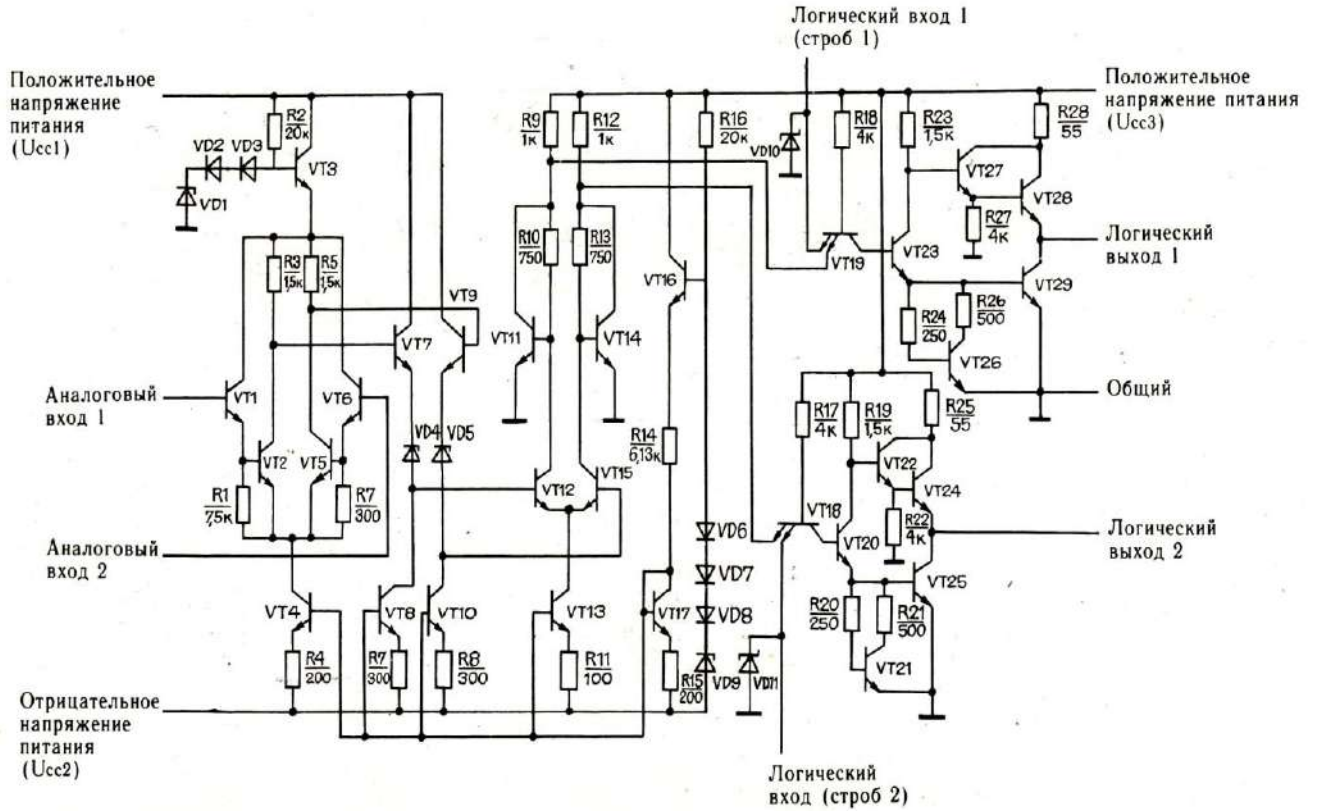 Логический вход 1
(строб 1)
Положительное
напряжение
питания
(Ucc1)
Положительное
напряжение
питания
(Ucc3)
R2
20к
VD2
VD3
VT3
VD1
R3
1,5к
R5
1,5к
VT9
VT7
R9
1к
R12
1к
R16
20к
VD10
R18
4к
R23
1,5к
R28
55
VT27
VT28
R27
4к
R10
750
R13
750
VT16
VT19
VT23
Логический
выход 1
VT11
VT14
R24
250
R26
500
VT29
VT26
Аналоговый
вход 1
VT1
VT6
Общий
VD4
VD5
R14
6,13к
R17
4к
R19
1,5к
R25
55
VT2
VT5
VT12
VT15
VT22
VT24
R1
7,5к
R7
300
Аналоговый
вход 2
VD6
VT18
VT20
R22
4к
Логический
выход 2
VD7
VT4
VT8
VT10
VT13
VT17
VD8
R20
250
R21
500
VT25
R4
200
R7
300
R8
300
R11
100
R15
200
VD9
VD11
VT21
Отрицательное
напряжение
питания
(Ucc2)
Логический
вход (строб 2)